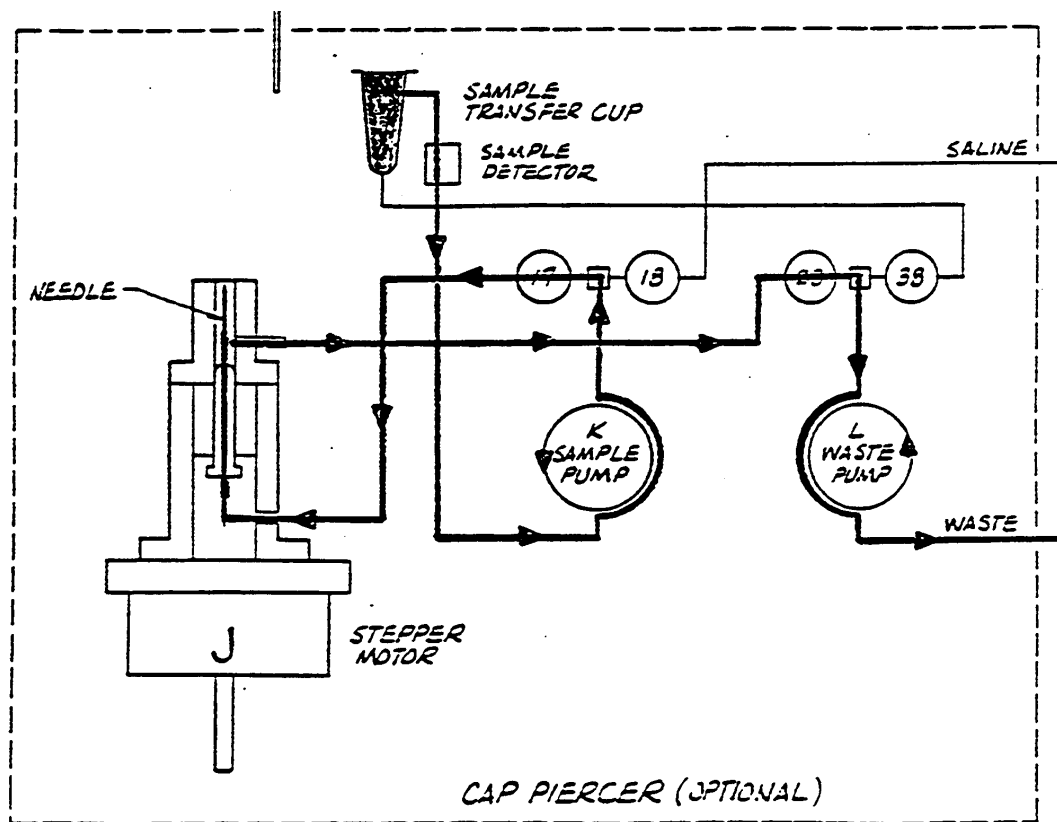 SAMPLE
TRANSFER CUP
SAMPLE
DETECTOR
SALINE
17
18
23
38
NEEDLE
K
SAMPLE
PUMP
L
WASTE
PUMP
WASTE
J
STEPPER
MOTOR
CAP PIERCER (OPTIONAL)